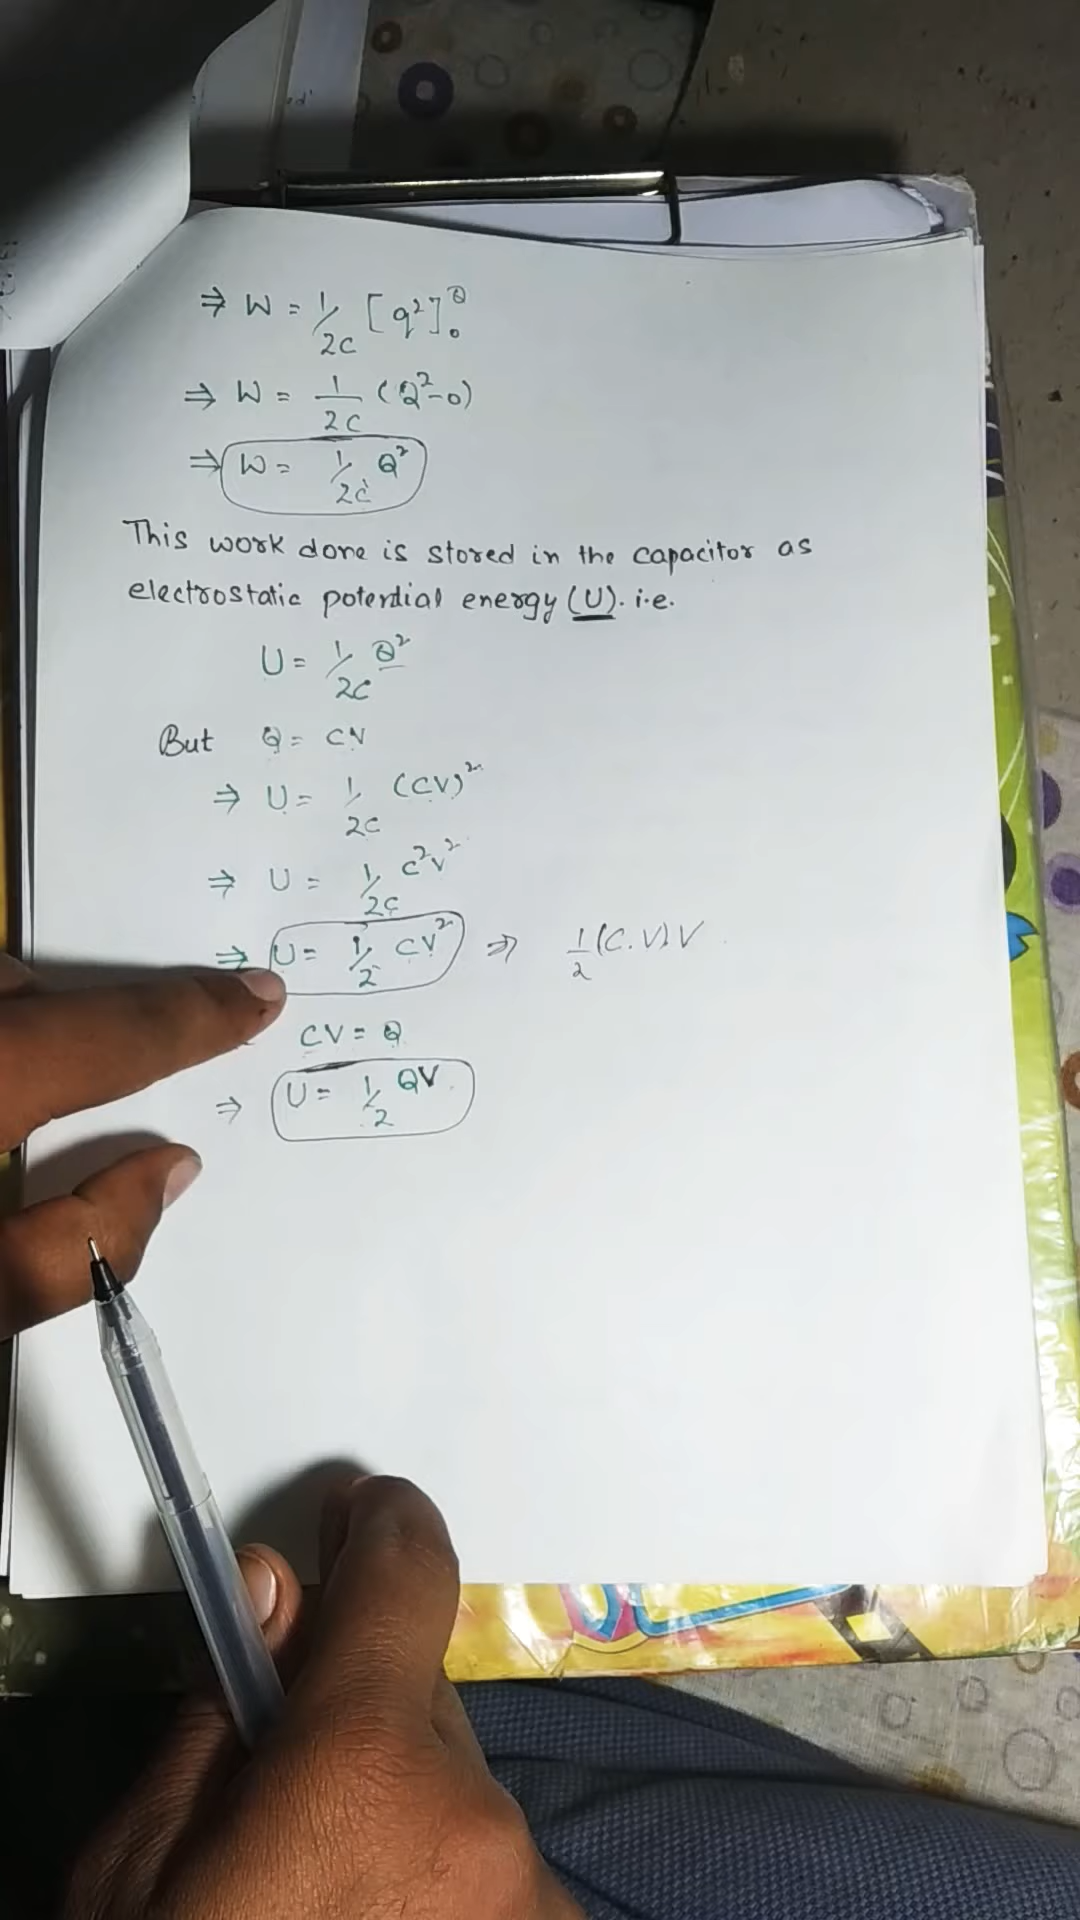 ⇒ W = 1/2C [q²]₀^Q
⇒ W = 1/2C (Q²-0)
⇒ W = 1/2C Q²
This work done is stored in the capacitor as
electrostatic potential energy (U). i.e.
U = 1/2C Q²
But Q = CV
⇒ U = 1/2C (CV)²
⇒ U = 1/2C C²V²
⇒ U = 1/2 CV² ⇒ 1/2 (C.V).V
CV = Q
⇒ U = 1/2 QV